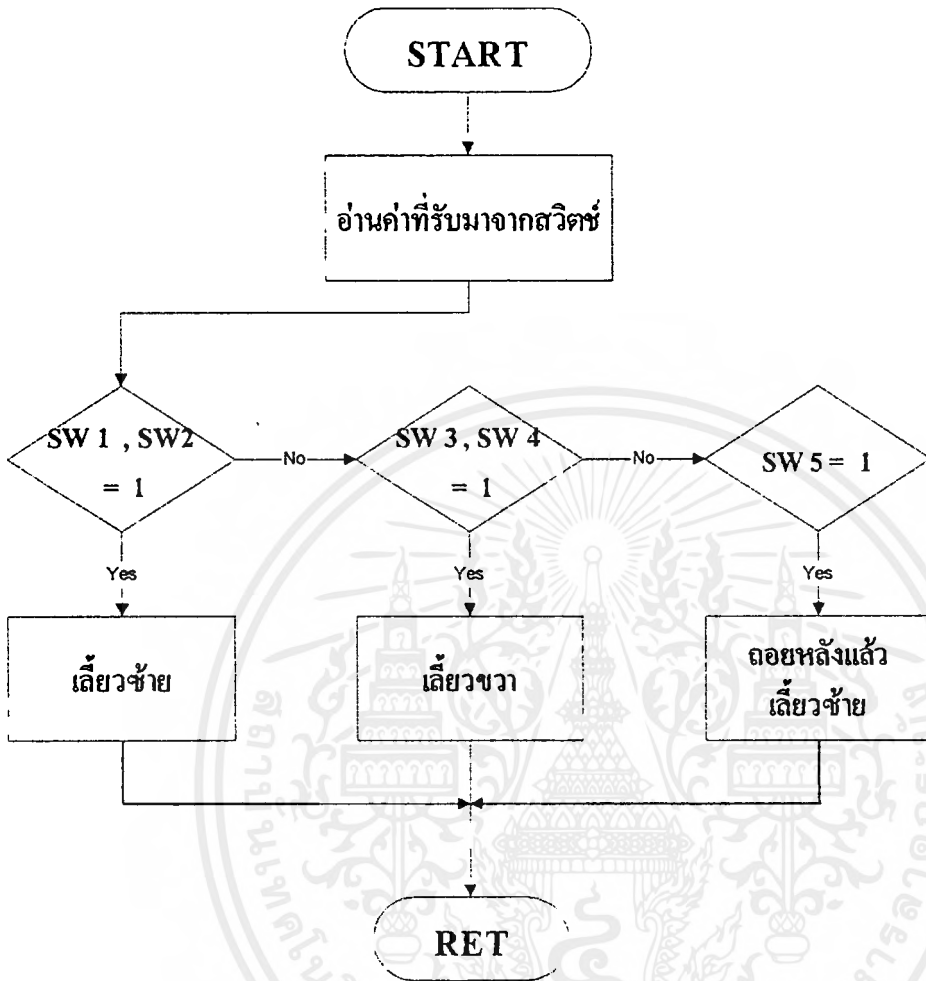 START
อ่านค่าที่รับมาจากสวิตซ์
SW 1 , SW2
= 1
No
SW 3, SW 4
= 1
No
SW 5 = 1
Yes
Yes
Yes
เลี้ยวซ้าย
เลี้ยวขวา
ถอยหลังแล้ว
เลี้ยวซ้าย
RET